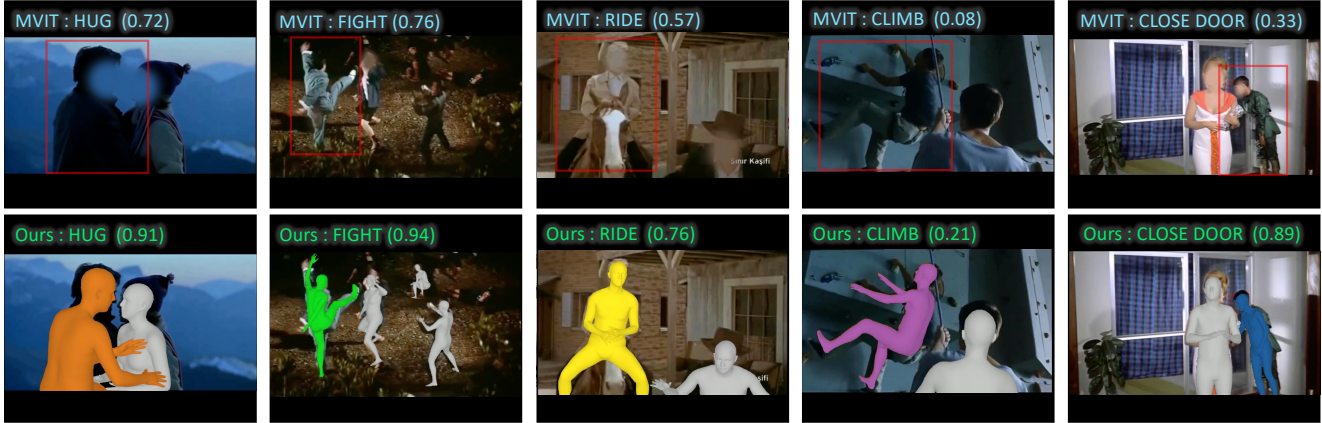 MVIT : HUG (0.72)
MVIT : FIGHT (0.76)
MVIT : RIDE (0.57)
MVIT : CLIMB (0.08)
MVIT : CLOSE DOOR (0.33)
Sınır Kaşifi
Ours : HUG (0.91)
Ours : FIGHT (0.94)
Ours : RIDE (0.76)
Ours : CLIMB (0.21)
Ours : CLOSE DOOR (0.89)
şifi